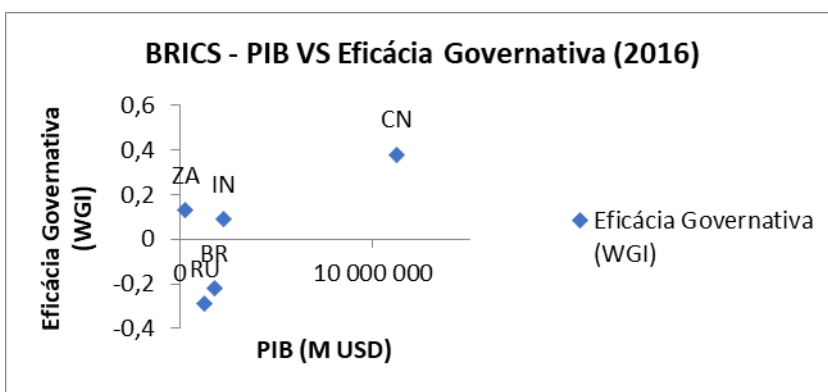 BRICS - PIB VS Eficácia Governativa (2016)
Eficácia Governativa
(WGI)
0,6
0,4
0,2
0
-0,2
-0,4
ZA
IN
CN
RU
BR
0
10 000 000
PIB (M USD)
Eficácia Governativa
(WGI)